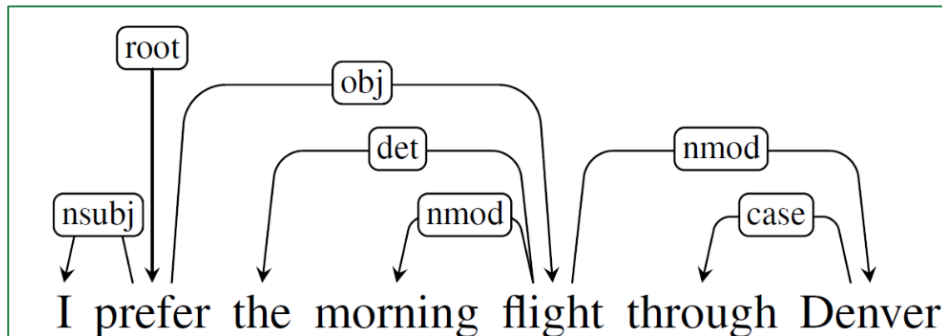 root
obj
det
nmod
nsubj
nmod
case
I prefer the morning flight through Denver